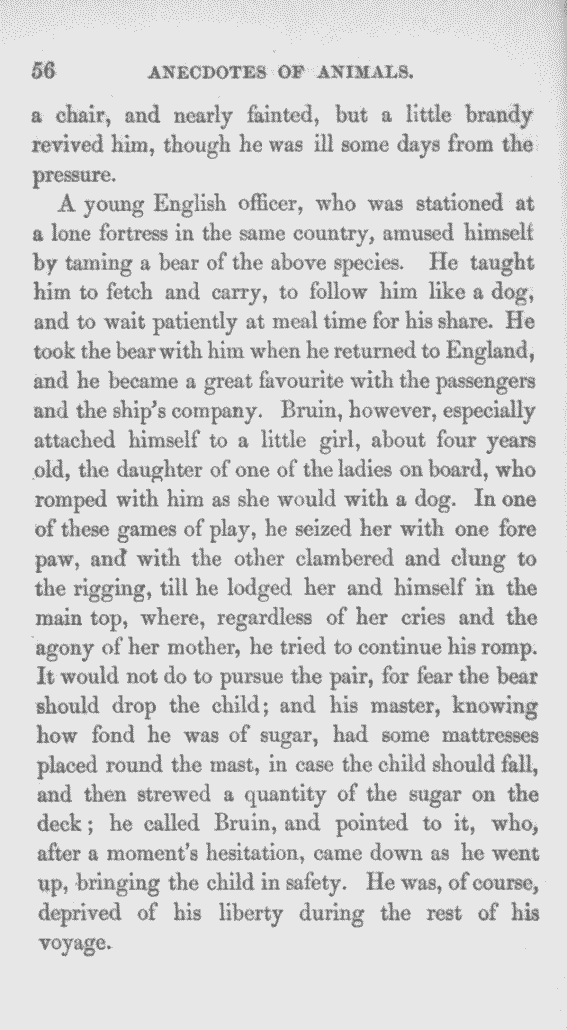 56 ANECDOTES OF ANIMALS.
a chair, and nearly fainted, but a little brandy
revived him, though he was ill some days from the
pressure.
A young English officer, who was stationed at
a lone fortress in the same country, amused himself
by taming a bear of the above species. He taught
him to fetch and carry, to follow him like a dog,
and to wait patiently at meal time for his share. He
took the bear with him when he returned to England,
and he became a great favourite with the passengers
and the ship's company. Bruin, however, especially
attached himself to a little girl, about four years
old, the daughter of one of the ladies on board, who
romped with him as she would with a dog. In one
of these games of play, he seized her with one fore
paw, and with the other clambered and clung to
the rigging, till he lodged her and himself in the
main top, where, regardless of her cries and the
agony of her mother, he tried to continue his romp.
It would not do to pursue the pair, for fear the bear
should drop the child; and his master, knowing
how fond he was of sugar, had some mattresses
placed round the mast, in case the child should fall,
and then strewed a quantity of the sugar on the
deck; he called Bruin, and pointed to it, who,
after a moment's hesitation, came down as he went
up, bringing the child in safety. He was, of course,
deprived of his liberty during the rest of his
voyage.